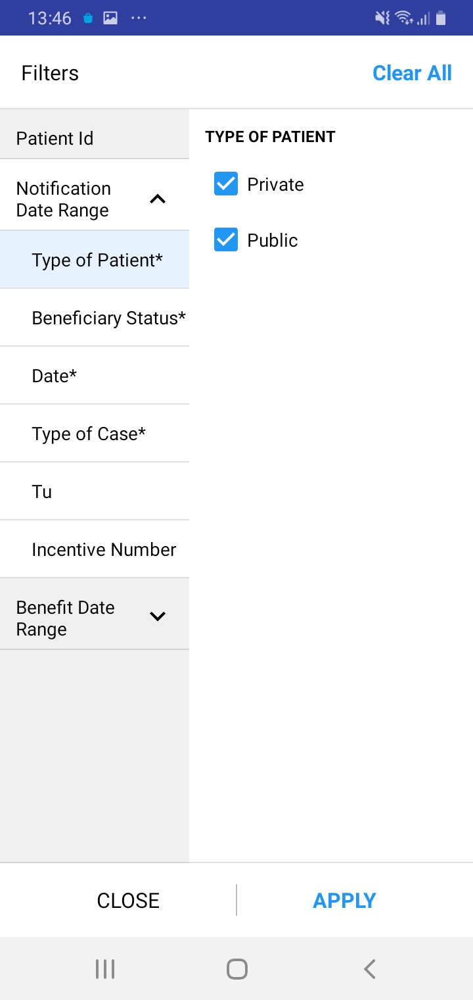 13:46
Filters
Clear All
Patient Id
Notification
Date Range
Type of Patient*
Beneficiary Status*
Date*
Type of Case*
Tu
Incentive Number
Benefit Date
Range
TYPE OF PATIENT
Private
Public
CLOSE
APPLY